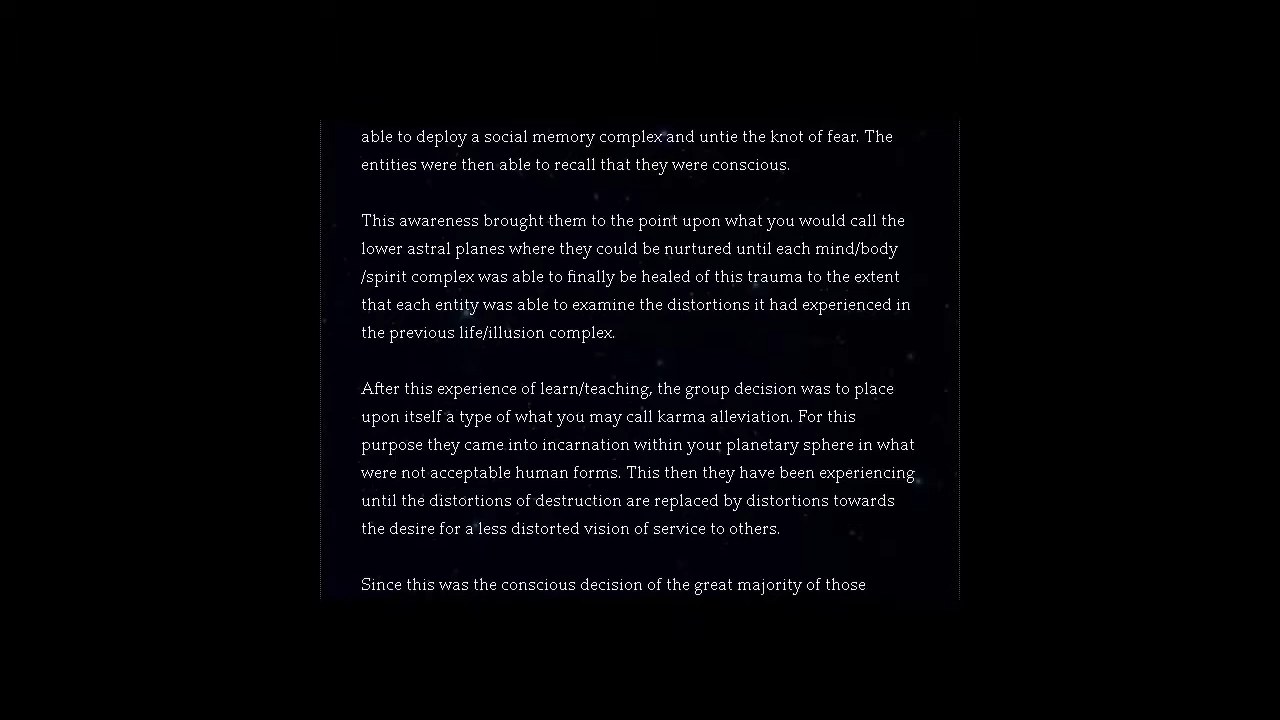 able to deploy a social memory complex and untie the knot of fear. The
entities were then able to recall that they were conscious.
This awareness brought them to the point upon what you would call the
lower astral planes where they could be nurtured until each mind/body
/spirit complex was able to finally be healed of this trauma to the extent
that each entity was able to examine the distortions it had experienced in
the previous life/illusion complex.
After this experience of learn/teaching, the group decision was to place
upon itself a type of what you may call karma alleviation. For this
purpose they came into incarnation within your planetary sphere in what
were not acceptable human forms. This then they have been experiencing
until the distortions of destruction are replaced by distortions towards
the desire for a less distorted vision of service to others.
Since this was the conscious decision of the great majority of those